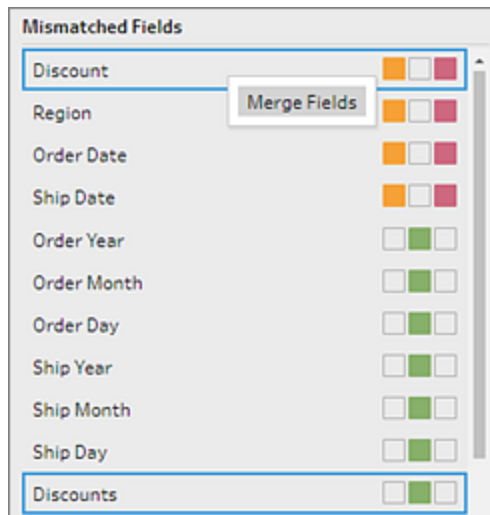 Mismatched Fields
Discount
Merge Fields
Region
Order Date
Ship Date
Order Year
Order Month
Order Day
Ship Year
Ship Month
Ship Day
Discounts